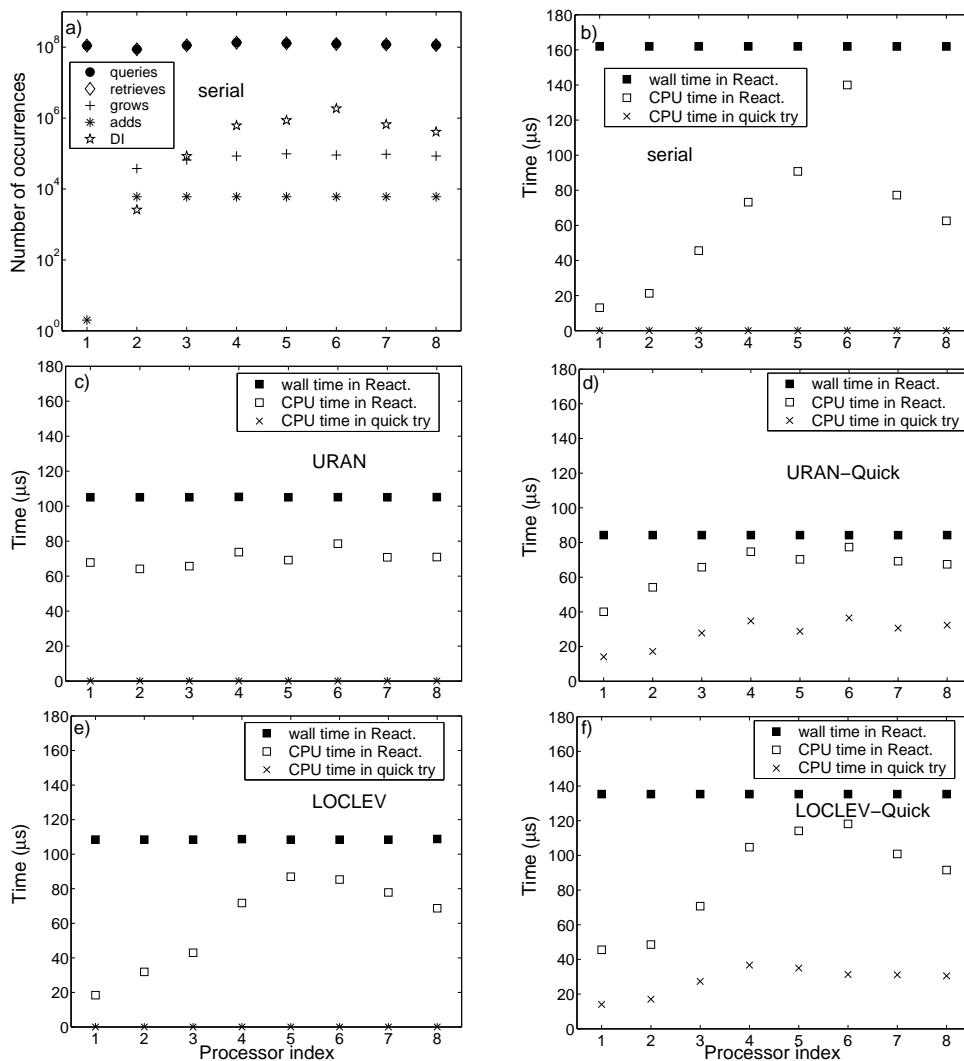 a)
10^8
10^6
10^4
10^2
10^0
Number of occurrences
queries
retrieves
grows
adds
DI
serial
1 2 3 4 5 6 7 8
b)
180
160
140
120
100
80
60
40
20
0
Time (μs)
wall time in React.
CPU time in React.
CPU time in quick try
serial
1 2 3 4 5 6 7 8
c)
180
160
140
120
100
80
60
40
20
0
Time (μs)
wall time in React.
CPU time in React.
CPU time in quick try
URAN
1 2 3 4 5 6 7 8
d)
180
160
140
120
100
80
60
40
20
0
Time (μs)
wall time in React.
CPU time in React.
CPU time in quick try
URAN−Quick
1 2 3 4 5 6 7 8
e)
180
160
140
120
100
80
60
40
20
0
Time (μs)
wall time in React.
CPU time in React.
CPU time in quick try
LOCLEV
1 2 3 4 5 6 7 8
Processor index
f)
180
160
140
120
100
80
60
40
20
0
Time (μs)
wall time in React.
CPU time in React.
CPU time in quick try
LOCLEV−Quick
1 2 3 4 5 6 7 8
Processor index